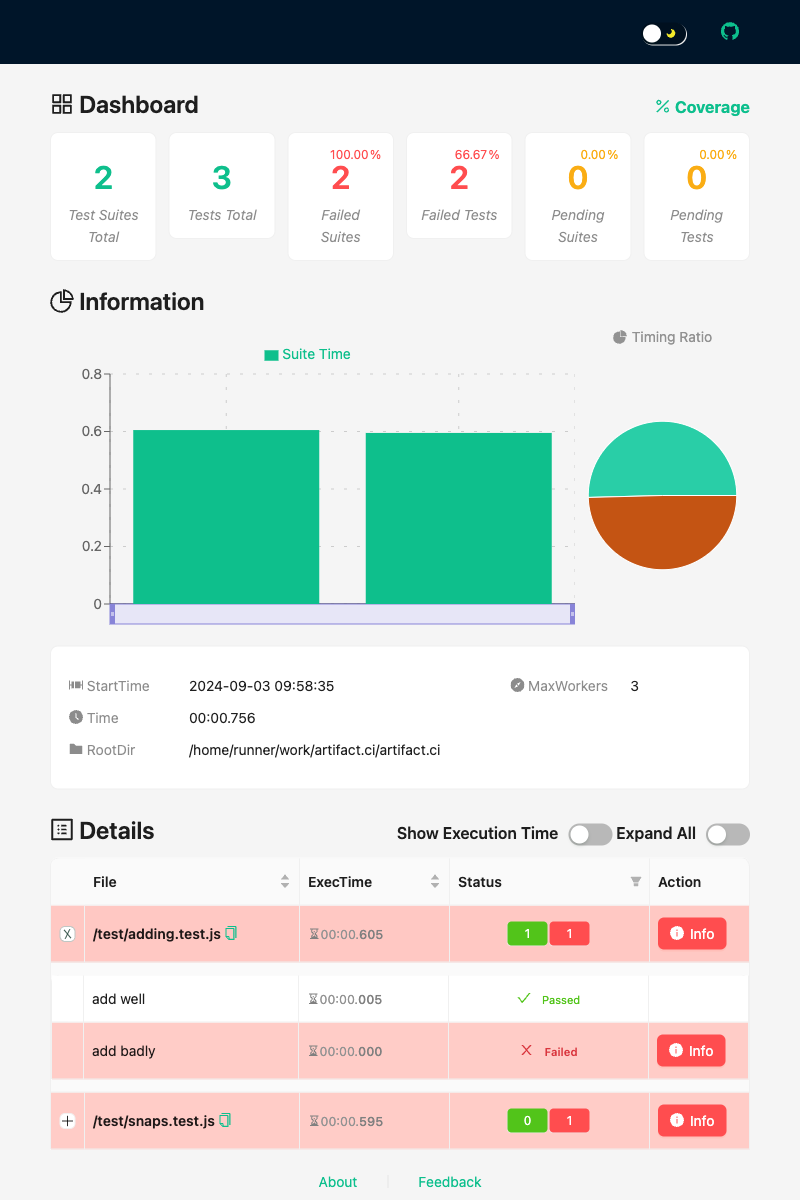 Dashboard
Coverage
2
Test Suites
Total
3
Tests Total
100.00%
2
Failed
Suites
66.67%
2
Failed Tests
0.00%
0
Pending
Suites
0.00%
0
Pending
Tests
Information
Timing Ratio
Suite Time
0.8
0.6
0.4
0.2
0
StartTime 2024-09-03 09:58:35 MaxWorkers 3
Time 00:00.756
RootDir /home/runner/work/artifact.ci/artifact.ci
Details Show Execution Time Expand All
File ExecTime Status Action
/test/adding.test.js 00:00.605 1 1 Info
add well 00:00.005 Passed
add badly 00:00.000 Failed Info
/test/snaps.test.js 00:00.595 0 1 Info
About Feedback